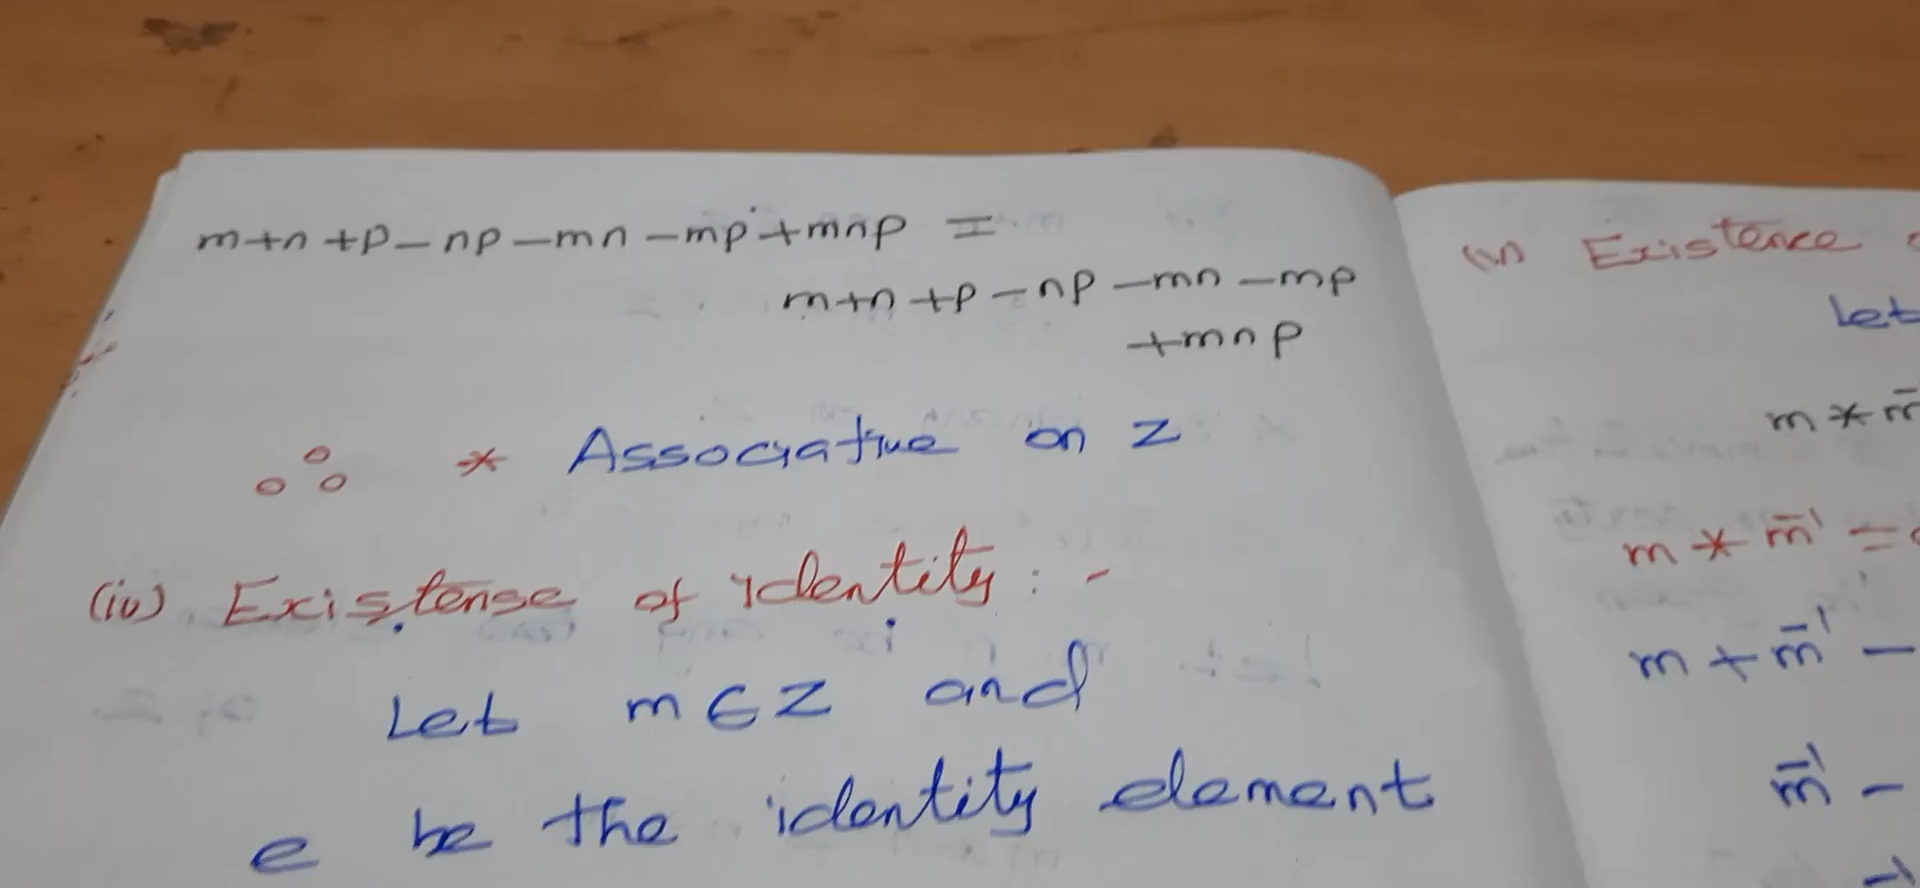 m+n+p-np-mn-mp+mnp =
m+n+p-np-mn-mp
+mnp
∴ * Associative on Z
(iv) Existense of identity:-
Let m∈Z and
e be the identity element
Existence
Let
m * m̄
m * m̄¹ =
m + m̄¹ -
m̄¹ -